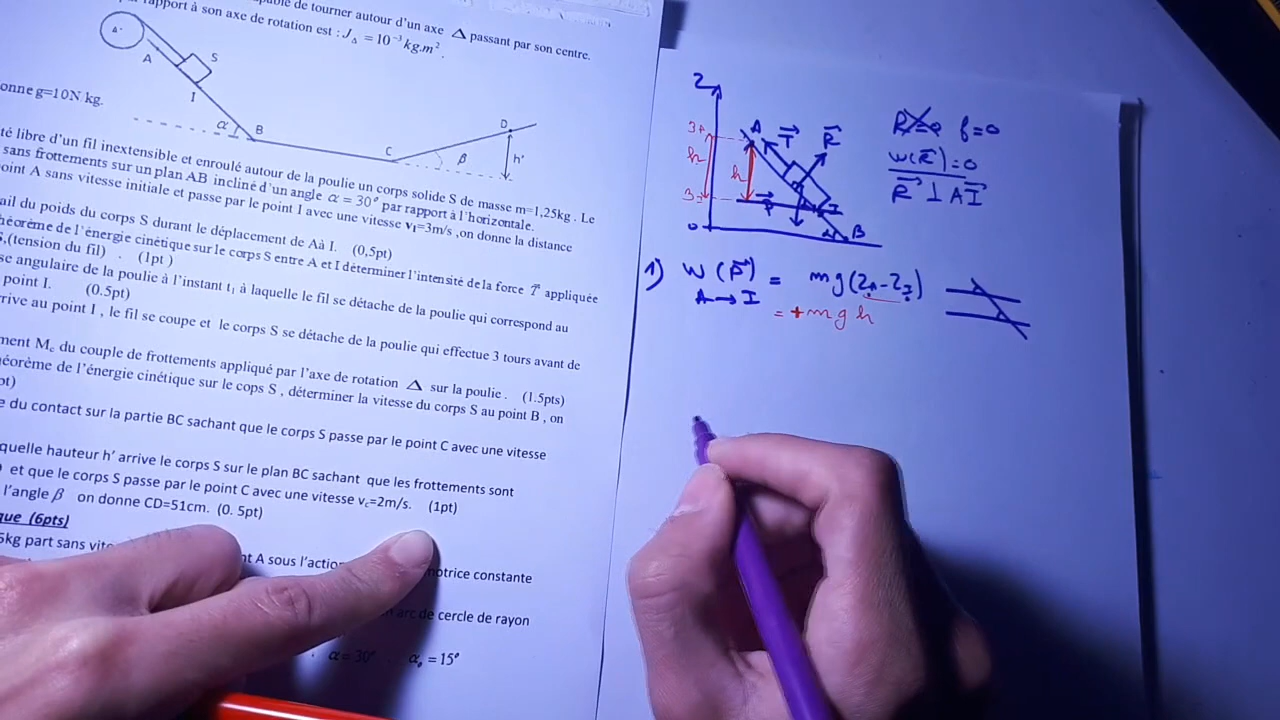 de tourner autour d'un axe Δ passant par son centre.
rapport à son axe de rotation est : J_Δ = 10⁻³ kg.m².
Δ
A
S
I
α
B
C
D
β
h'
onne g=10N/kg.
té libre d'un fil inextensible et enroulé autour de la poulie un corps solide S de masse m=1,25kg . Le
sans frottements sur un plan AB incliné d'un angle α = 30° par rapport à l'horizontale.
oint A sans vitesse initiale et passe par le point I avec une vitesse v_I=3m/s ,on donne la distance
ail du poids du corps S durant le déplacement de Aà I. (0,5pt)
héorème de l'énergie cinétique sur le corps S entre A et I déterminer l'intensité de la force T⃗ appliquée
,(tension du fil) . (1pt )
se angulaire de la poulie à l'instant t₁ à laquelle le fil se détache de la poulie qui correspond au
point I. (0.5pt)
rrive au point I , le fil se coupe et le corps S se détache de la poulie qui effectue 3 tours avant de
ment M_c du couple de frottements appliqué par l'axe de rotation Δ sur la poulie . (1.5pts)
éorème de l'énergie cinétique sur le cops S , déterminer la vitesse du corps S au point B , on
pt)
e du contact sur la partie BC sachant que le corps S passe par le point C avec une vitesse
quelle hauteur h' arrive le corps S sur le plan BC sachant que les frottements sont
et que le corps S passe par le point C avec une vitesse v_c=2m/s. (1pt)
l'angle β on donne CD=51cm. (0. 5pt)
que (6pts)
5kg part sans vite nt A sous l'actio motrice constante
arc de cercle de rayon
α = 30° α₀ = 15°
Z
A
T⃗
R⃗
h
h
P⃗
I
B
0
f=0
W(R⃗)=0
R⃗ ⊥ AI⃗
1) W(P⃗) = mg(Z_A-Z_I)
A→I
= +mgh